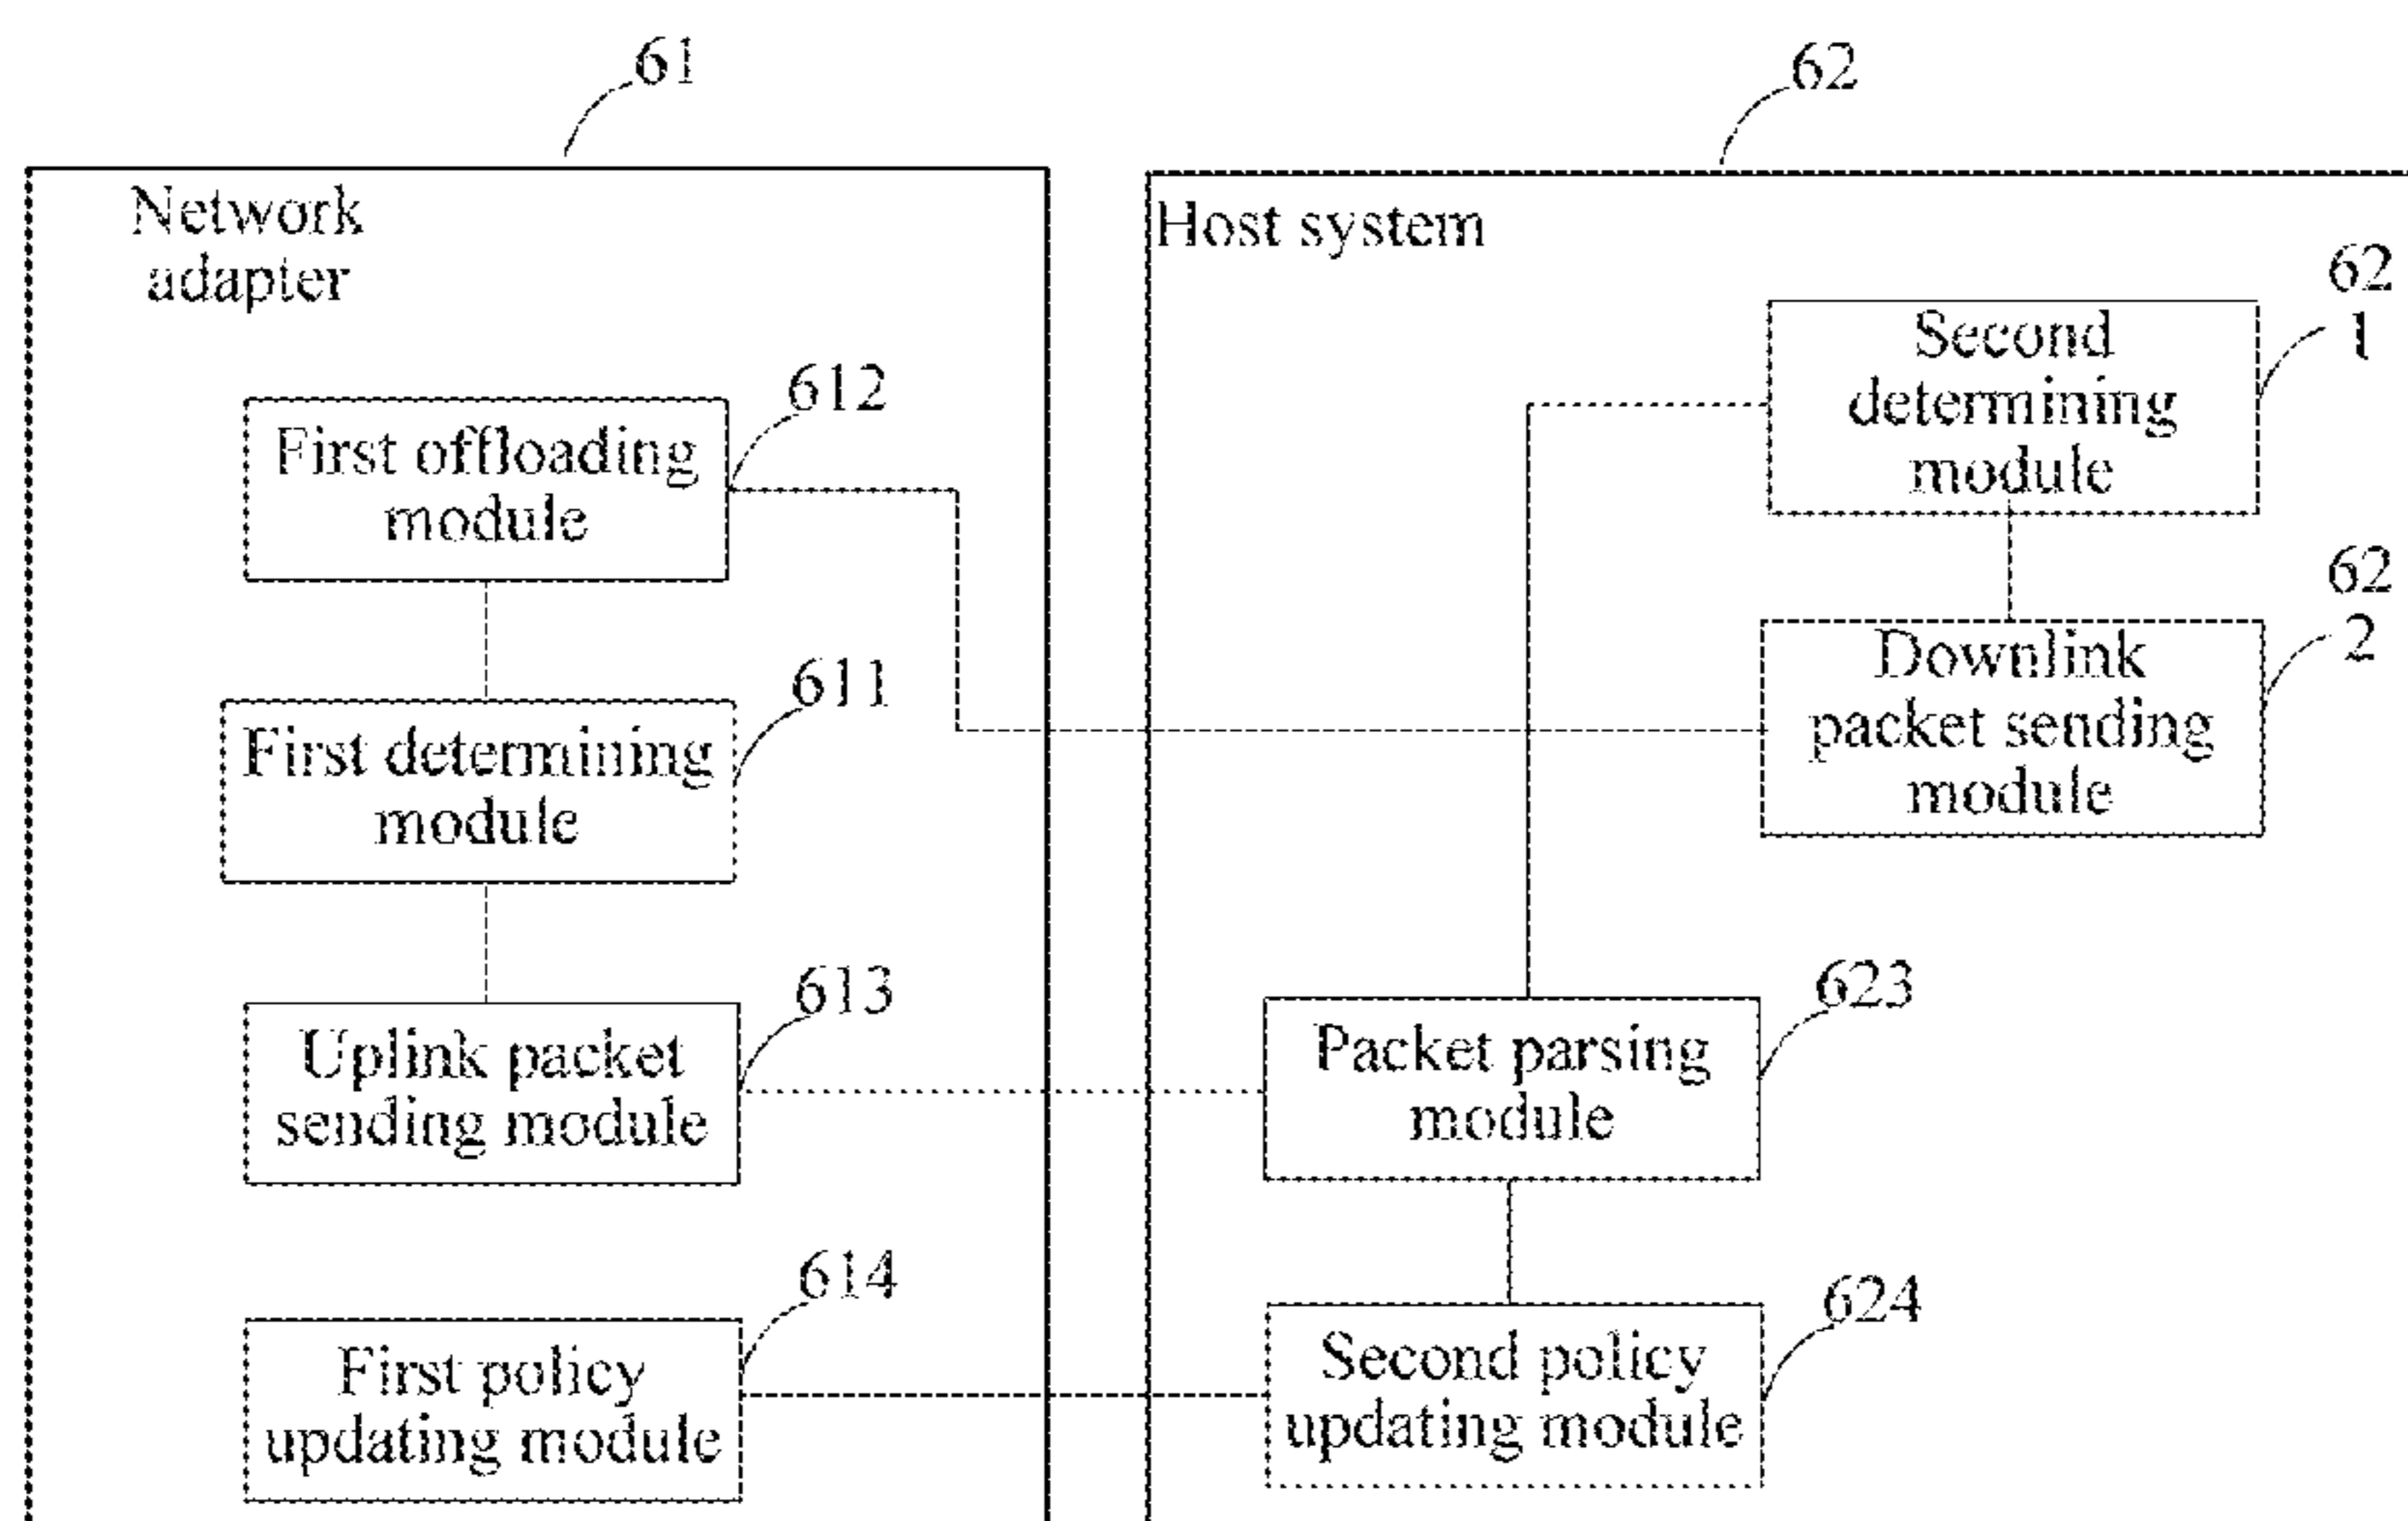 61
62
Network
adapter
Host system
62
1
Second
determining
module
612
First offloading
module
62
2
Downlink
packet sending
module
611
First determining
module
613
Uplink packet
sending module
623
Packet parsing
module
614
First policy
updating module
624
Second policy
updating module